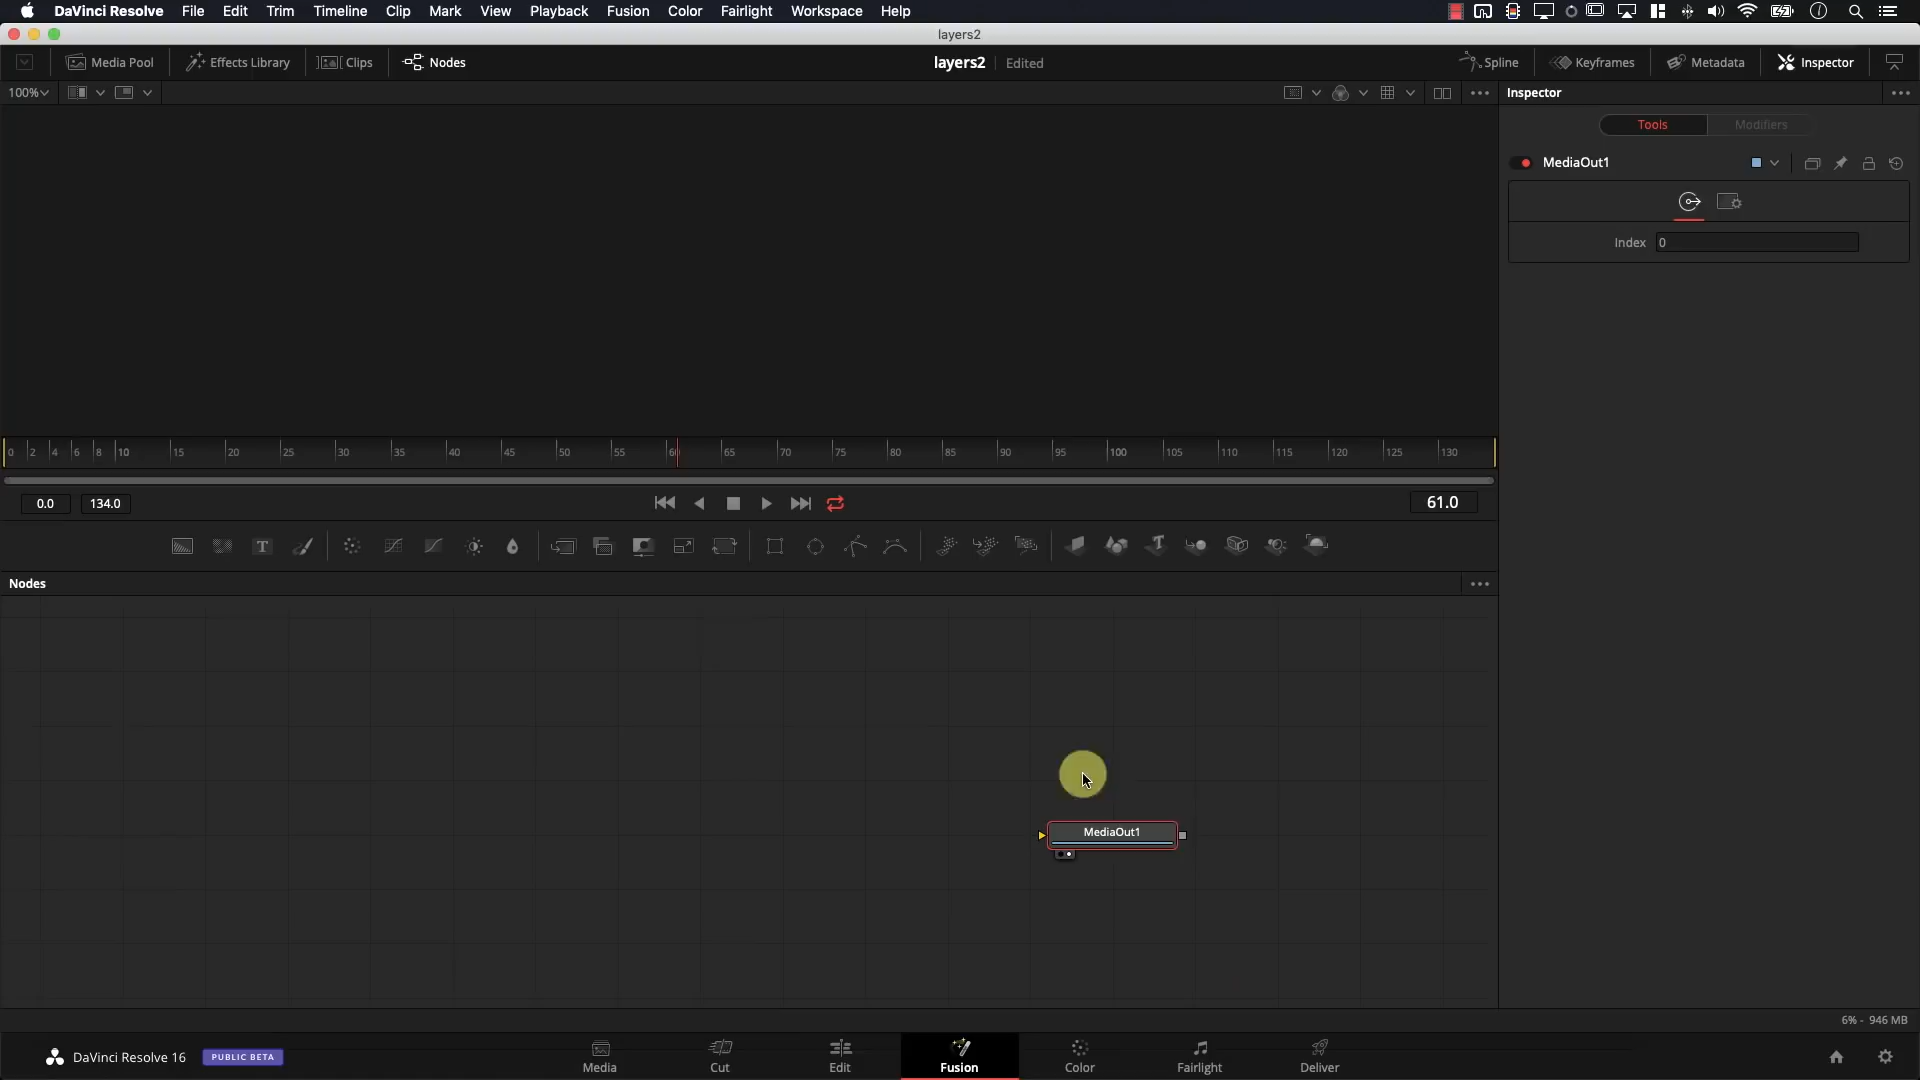 DaVinci Resolve File Edit Trim Timeline Clip Mark View Playback Fusion Color Fairlight Workspace Help
layers2
Media Pool Effects Library Clips Nodes layers2 Edited Spline Keyframes Metadata Inspector
100% Inspector
Tools Modifiers
MediaOut1
Index 0
0 2 4 6 8 10 15 20 25 30 35 40 45 50 55 60 65 70 75 80 85 90 95 100 105 110 115 120 125 130
0.0 134.0 61.0
T
Nodes
MediaOut1
6% - 946 MB
DaVinci Resolve 16 PUBLIC BETA Media Cut Edit Fusion Color Fairlight Deliver